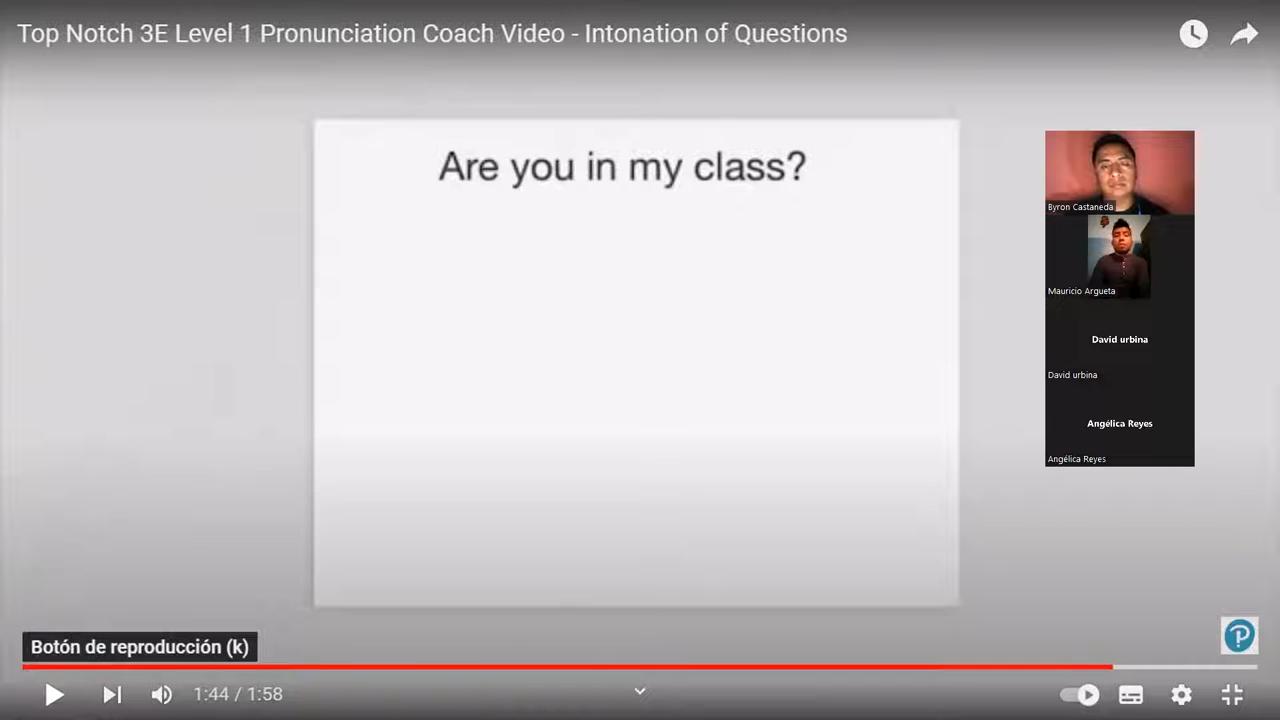 Top Notch 3E Level 1 Pronunciation Coach Video - Intonation of Questions
Are you in my class?
Byron Castaneda
Mauricio Argueta
David urbina
David urbina
Angélica Reyes
Angélica Reyes
Botón de reproducción (k)
1:44 / 1:58